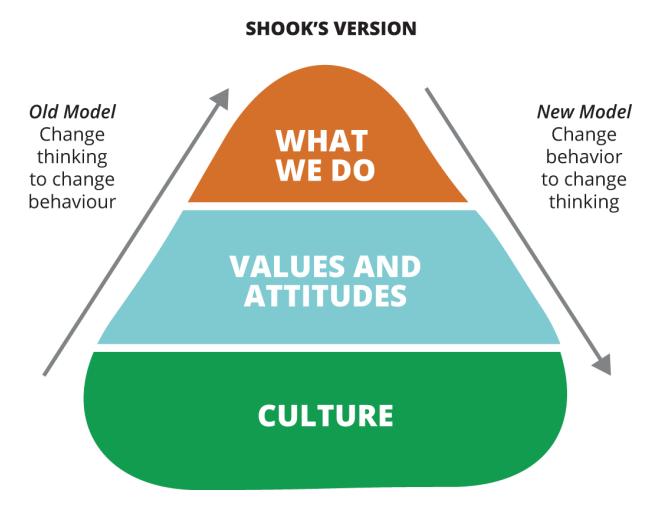 SHOOK'S VERSION
Old Model
Change
thinking
to change
behaviour
New Model
Change
behavior
to change
thinking
WHAT
WE DO
VALUES AND
ATTITUDES
CULTURE